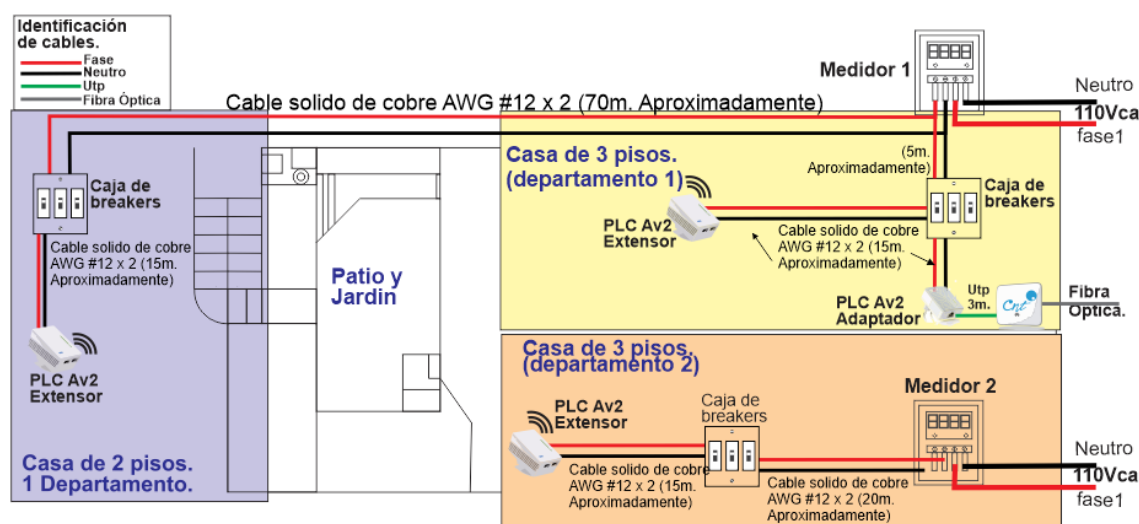 Identificación
de cables.
Fase
Neutro
Utp
Fibra Óptica
Medidor 1
Neutro
110Vca
fase1
Cable solido de cobre AWG #12 x 2 (70m. Aproximadamente)
Caja de
breakers
Cable solido de cobre
AWG #12 x 2 (15m.
Aproximadamente)
PLC Av2
Extensor
Casa de 2 pisos.
1 Departamento.
Patio y
Jardin
Casa de 3 pisos.
(departamento 1)
(5m.
Aproximadamente)
Caja de
breakers
PLC Av2
Extensor
Cable solido de cobre
AWG #12 x 2 (15m.
Aproximadamente)
PLC Av2
Adaptador
Utp
3m.
Cnt
Fibra
Optica.
Casa de 3 pisos.
(departamento 2)
PLC Av2
Extensor
Caja de
breakers
Medidor 2
Cable solido de cobre
AWG #12 x 2 (15m.
Aproximadamente)
Cable solido de cobre
AWG #12 x 2 (20m.
Aproximadamente)
Neutro
110Vca
fase1